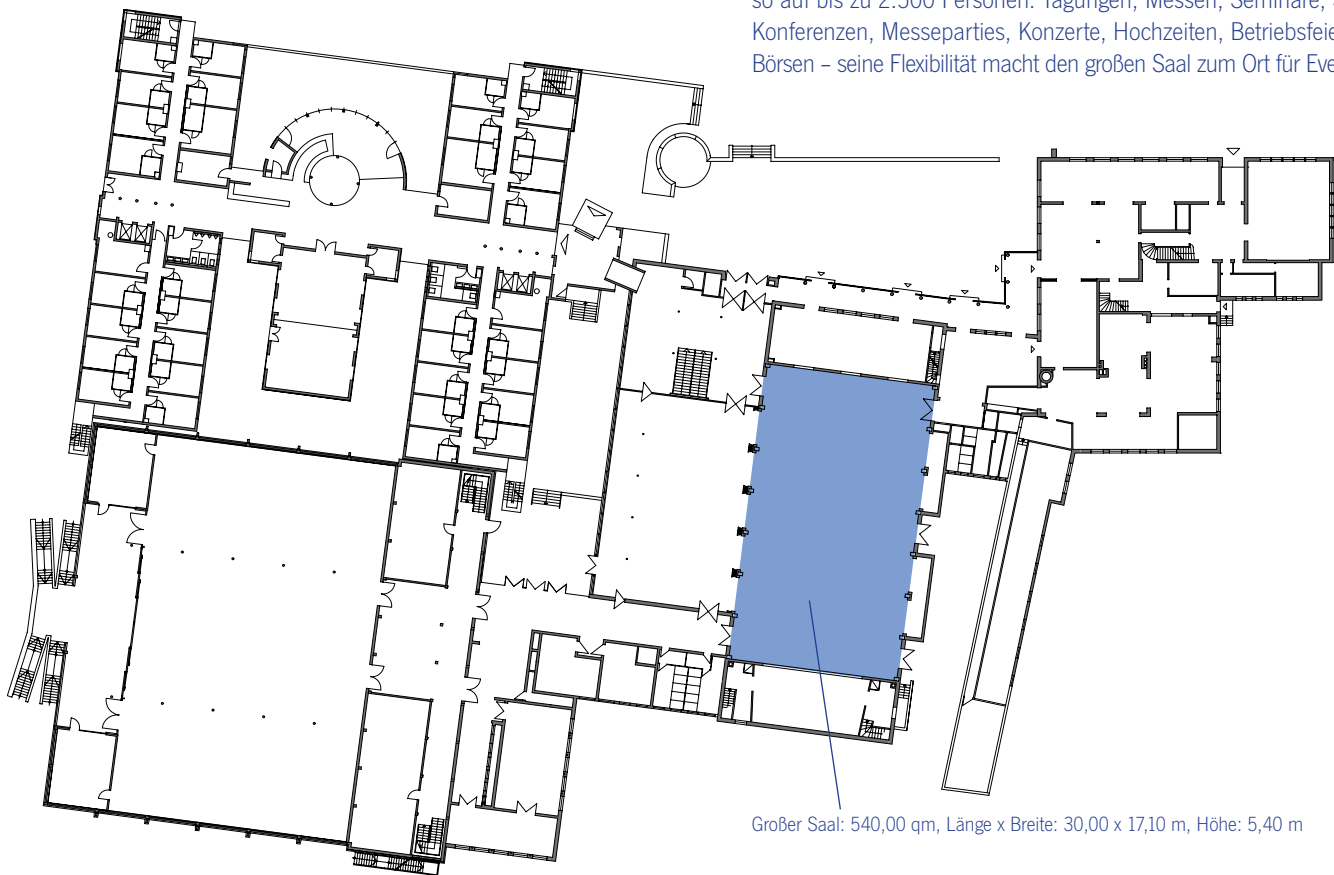 so auf bis zu 2.500 Personen. Tagungen, Messen, Seminare,
Konferenzen, Messeparties, Konzerte, Hochzeiten,
Börsen – seine Flexibilität macht den großen Saal zum Ort für
Großer Saal: 540,00 qm, Länge x Breite: 30,00 x 17,10 m, Höhe: 5,40 m